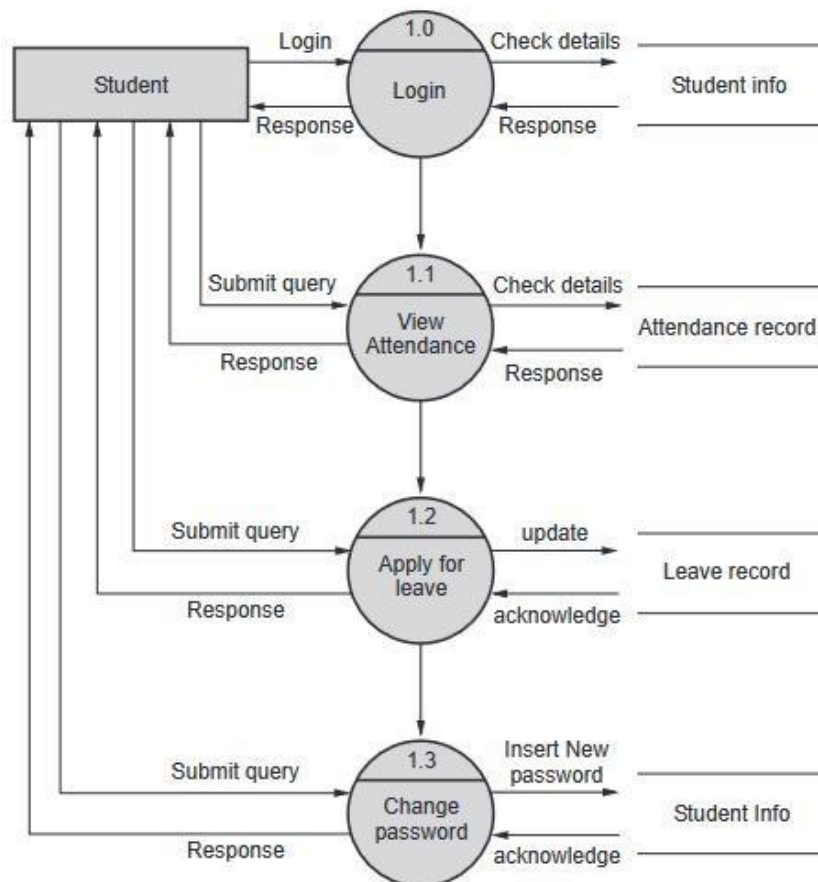 1.0
Login
Check details
Student
Login
Student info
Response
Response
1.1
Submit query
Check details
View
Attendance
Attendance record
Response
Response
1.2
Submit query
update
Apply for
leave
Leave record
Response
acknowledge
1.3
Insert New
password
Submit query
Change
password
Student Info
Response
acknowledge